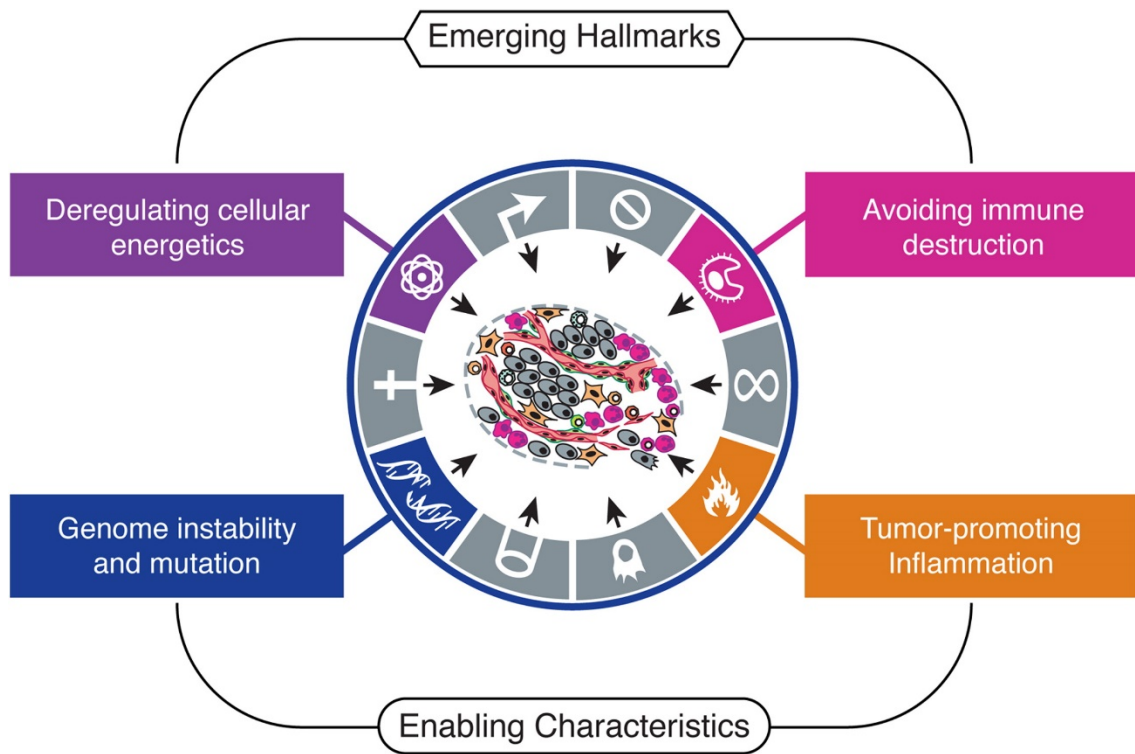 Emerging Hallmarks
Deregulating cellular
energetics
Avoiding immune
destruction
Genome instability
and mutation
Tumor-promoting
Inflammation
Enabling Characteristics